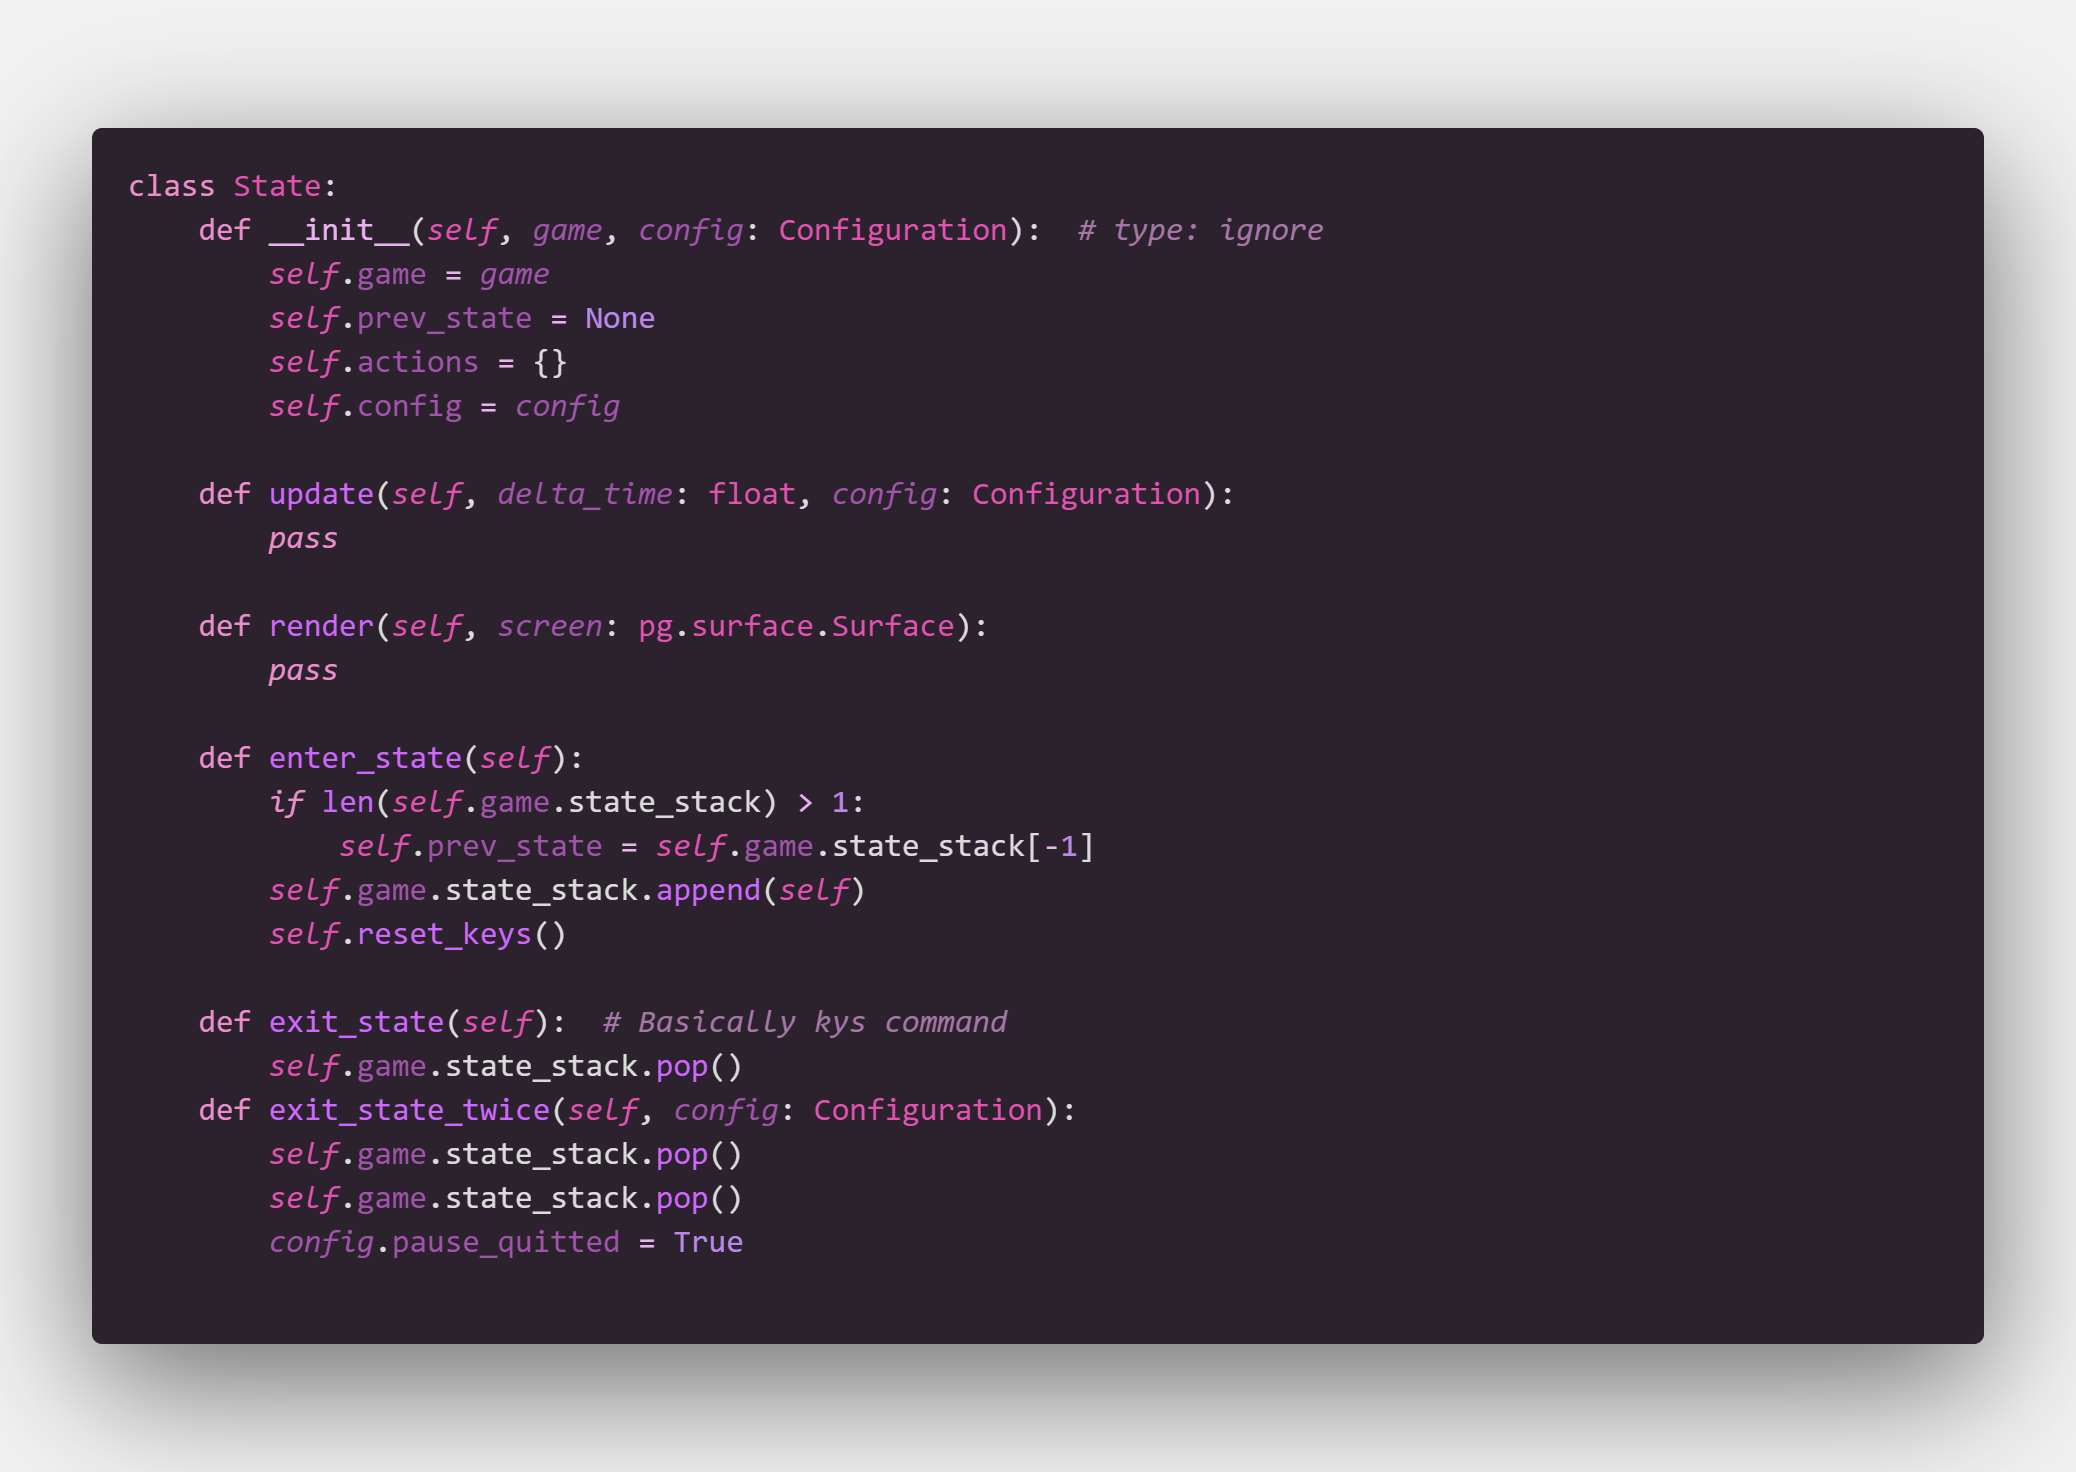 class State:
    def __init__(self, game, config: Configuration):  # type: ignore
        self.game = game
        self.prev_state = None
        self.actions = {}
        self.config = config

    def update(self, delta_time: float, config: Configuration):
        pass

    def render(self, screen: pg.surface.Surface):
        pass

    def enter_state(self):
        if len(self.game.state_stack) > 1:
            self.prev_state = self.game.state_stack[-1]
        self.game.state_stack.append(self)
        self.reset_keys()

    def exit_state(self):  # Basically kys command
        self.game.state_stack.pop()
    def exit_state_twice(self, config: Configuration):
        self.game.state_stack.pop()
        self.game.state_stack.pop()
        config.pause_quitted = True